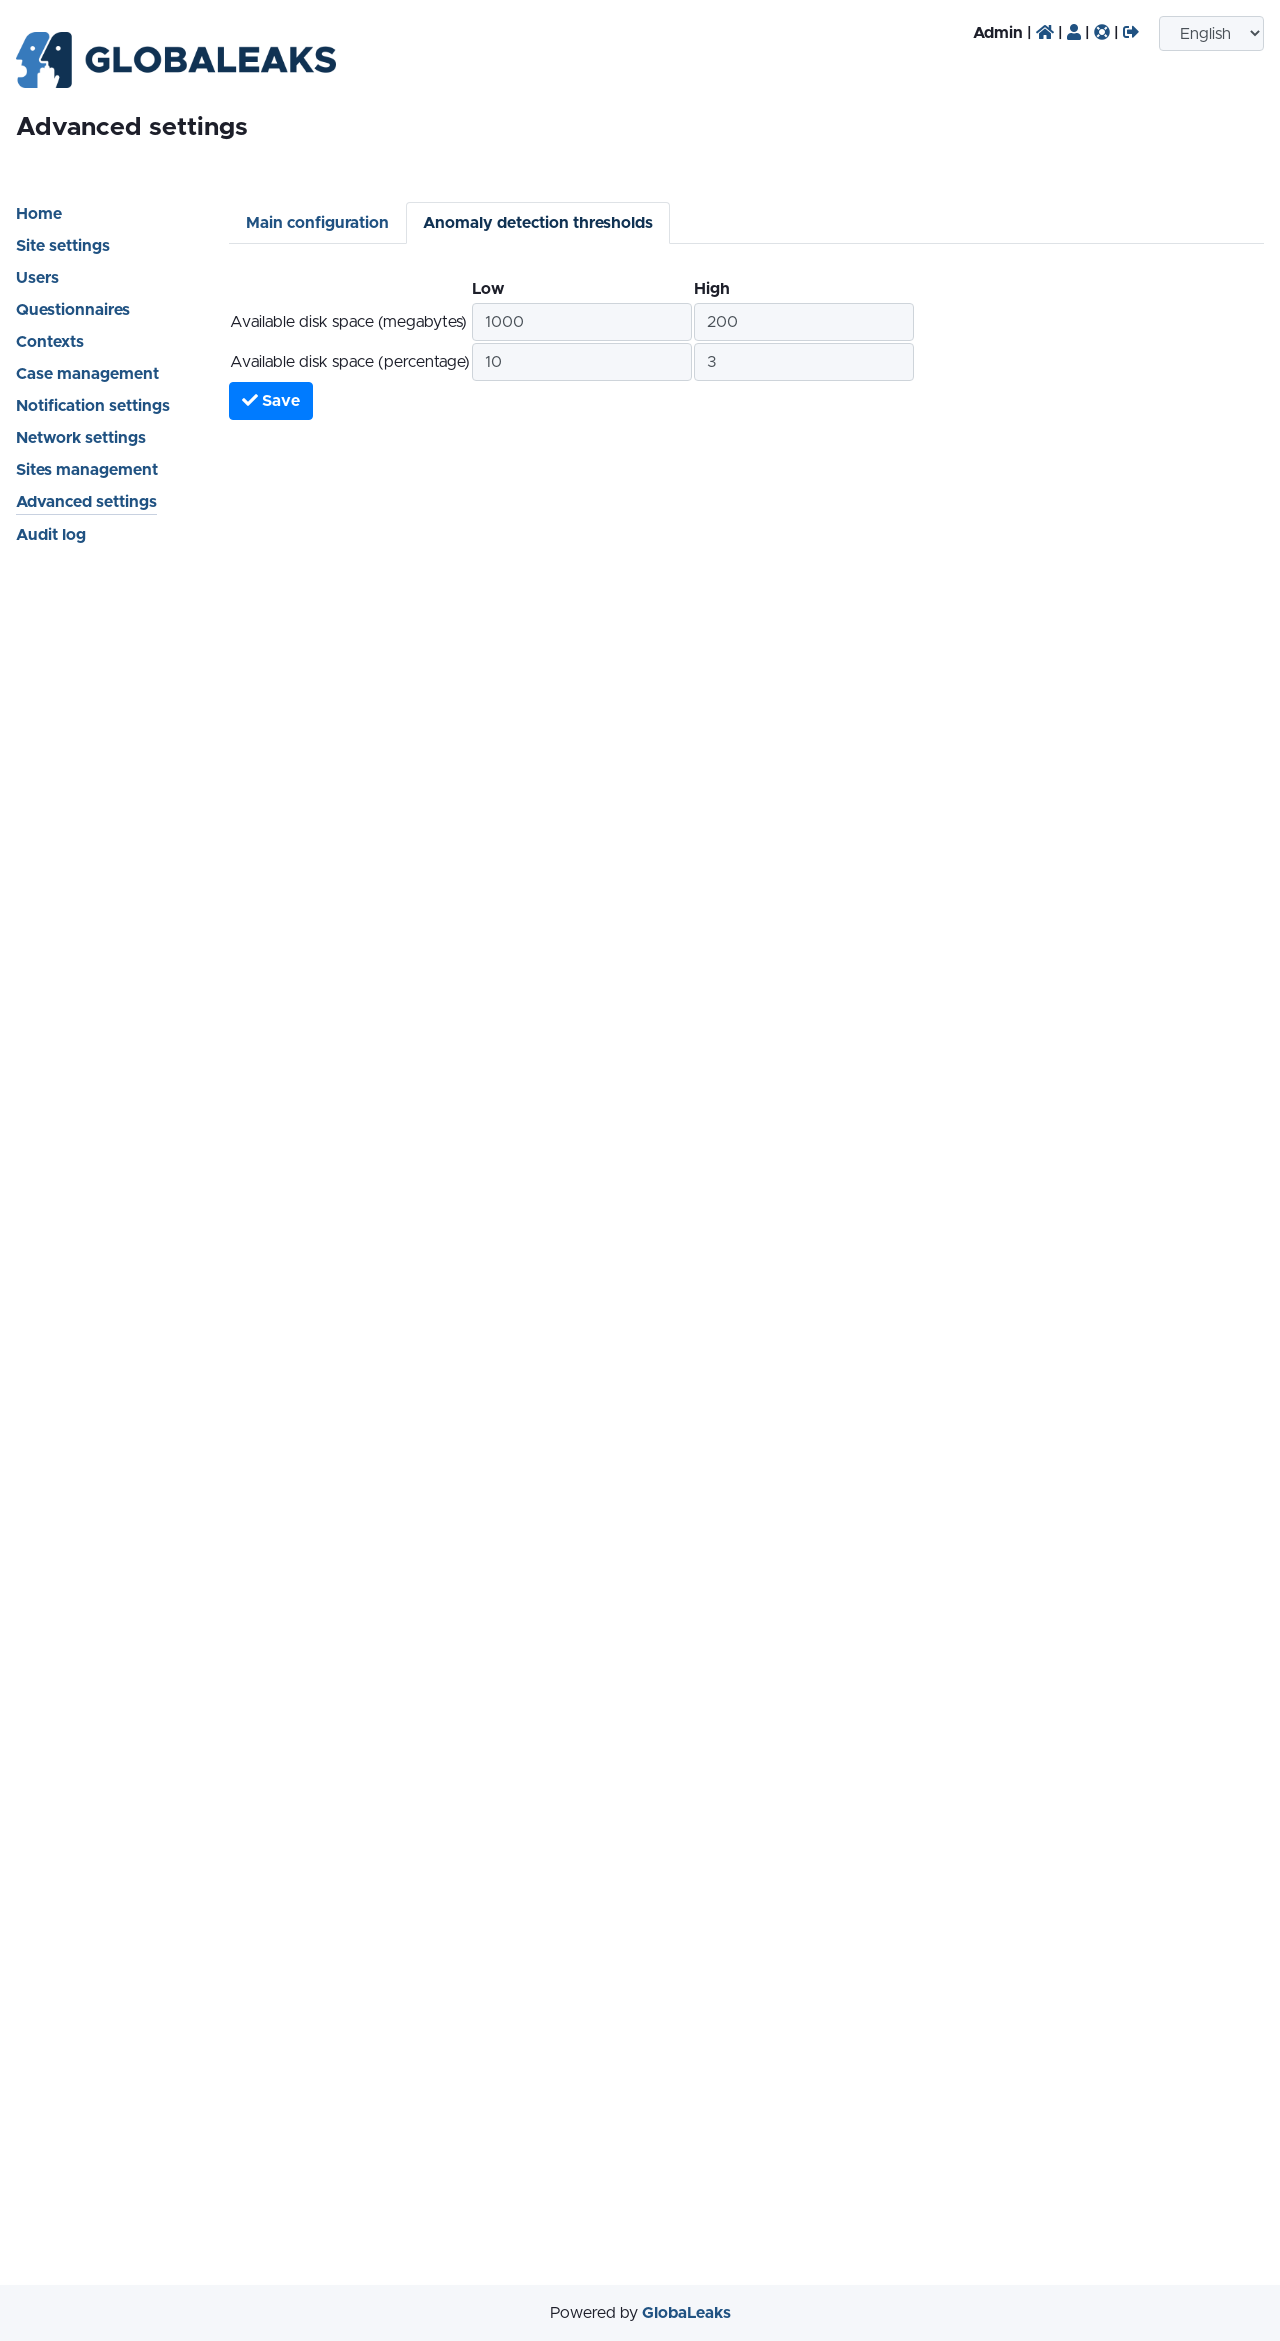 Admin | | | |
English
GLOBALEAKS
Advanced settings
Home
Site settings
Users
Questionnaires
Contexts
Case management
Notification settings
Network settings
Sites management
Advanced settings
Audit log
Main configuration
Anomaly detection thresholds
Low High
Available disk space (megabytes) 1000 200
Available disk space (percentage) 10 3
Save
Powered by GlobaLeaks